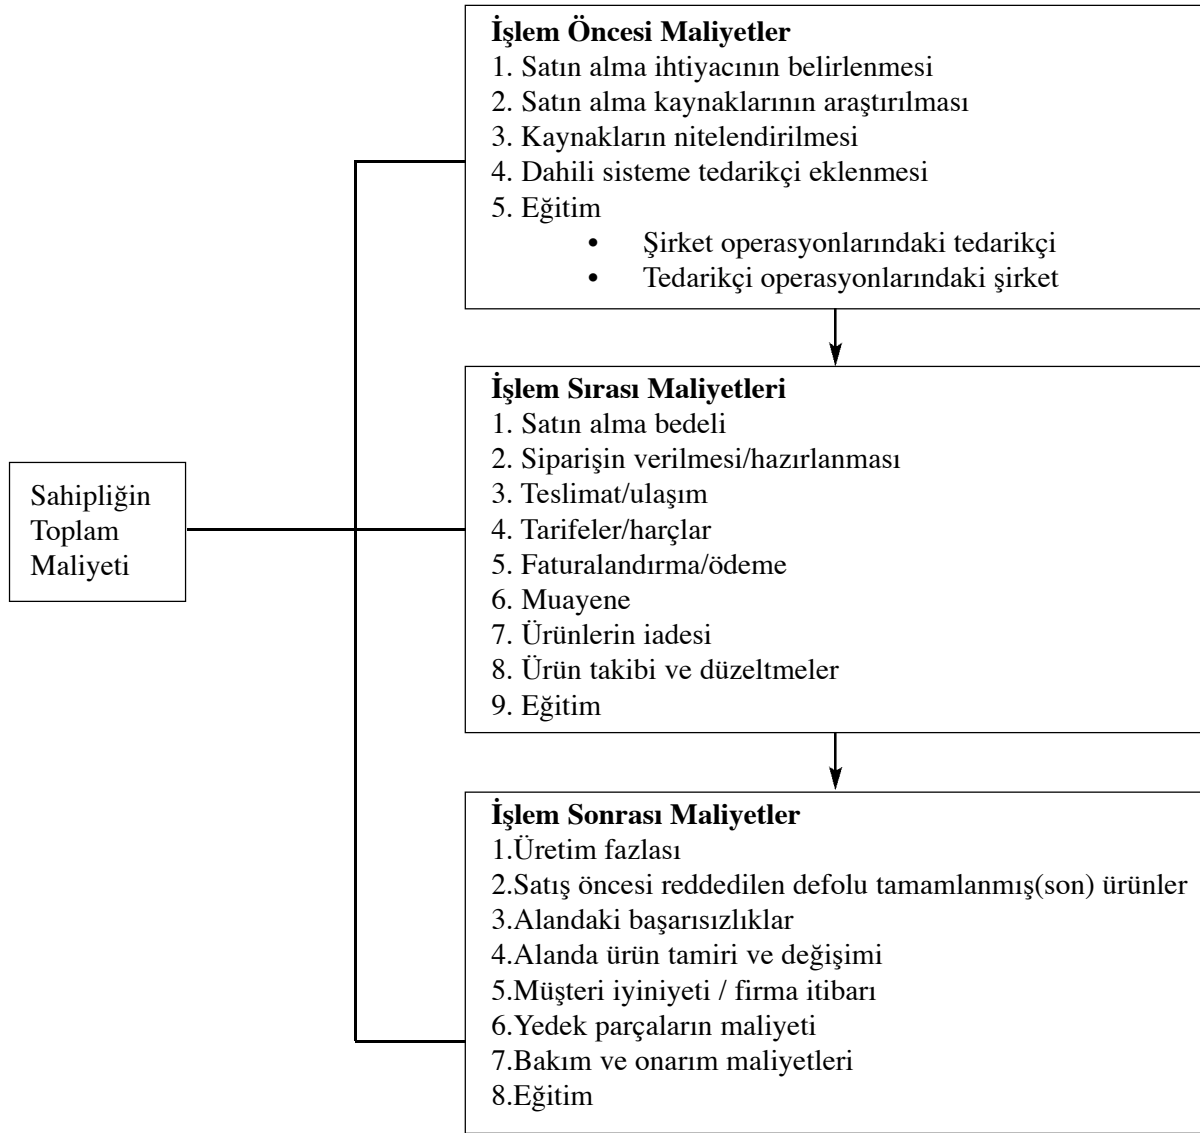 İşlem Öncesi Maliyetler
1. Satın alma ihtiyacının belirlenmesi
2. Satın alma kaynaklarının araştırılması
3. Kaynakların nitelendirilmesi
4. Dahili sisteme tedarikçi eklenmesi
5. Eğitim
• Şirket operasyonlarındaki tedarikçi
• Tedarikçi operasyonlarındaki şirket
Sahipliğin
Toplam
Maliyeti
İşlem Sırası Maliyetleri
1. Satın alma bedeli
2. Siparişin verilmesi/hazırlanması
3. Teslimat/ulaşım
4. Tarifeler/harçlar
5. Faturalandırma/ödeme
6. Muayene
7. Ürünlerin iadesi
8. Ürün takibi ve düzeltmeler
9. Eğitim
İşlem Sonrası Maliyetler
1.Üretim fazlası
2.Satış öncesi reddedilen defolu tamamlanmış(son) ürünler
3.Alandaki başarısızlıklar
4.Alanda ürün tamiri ve değişimi
5.Müşteri iyiniyeti / firma itibarı
6.Yedek parçaların maliyeti
7.Bakım ve onarım maliyetleri
8.Eğitim